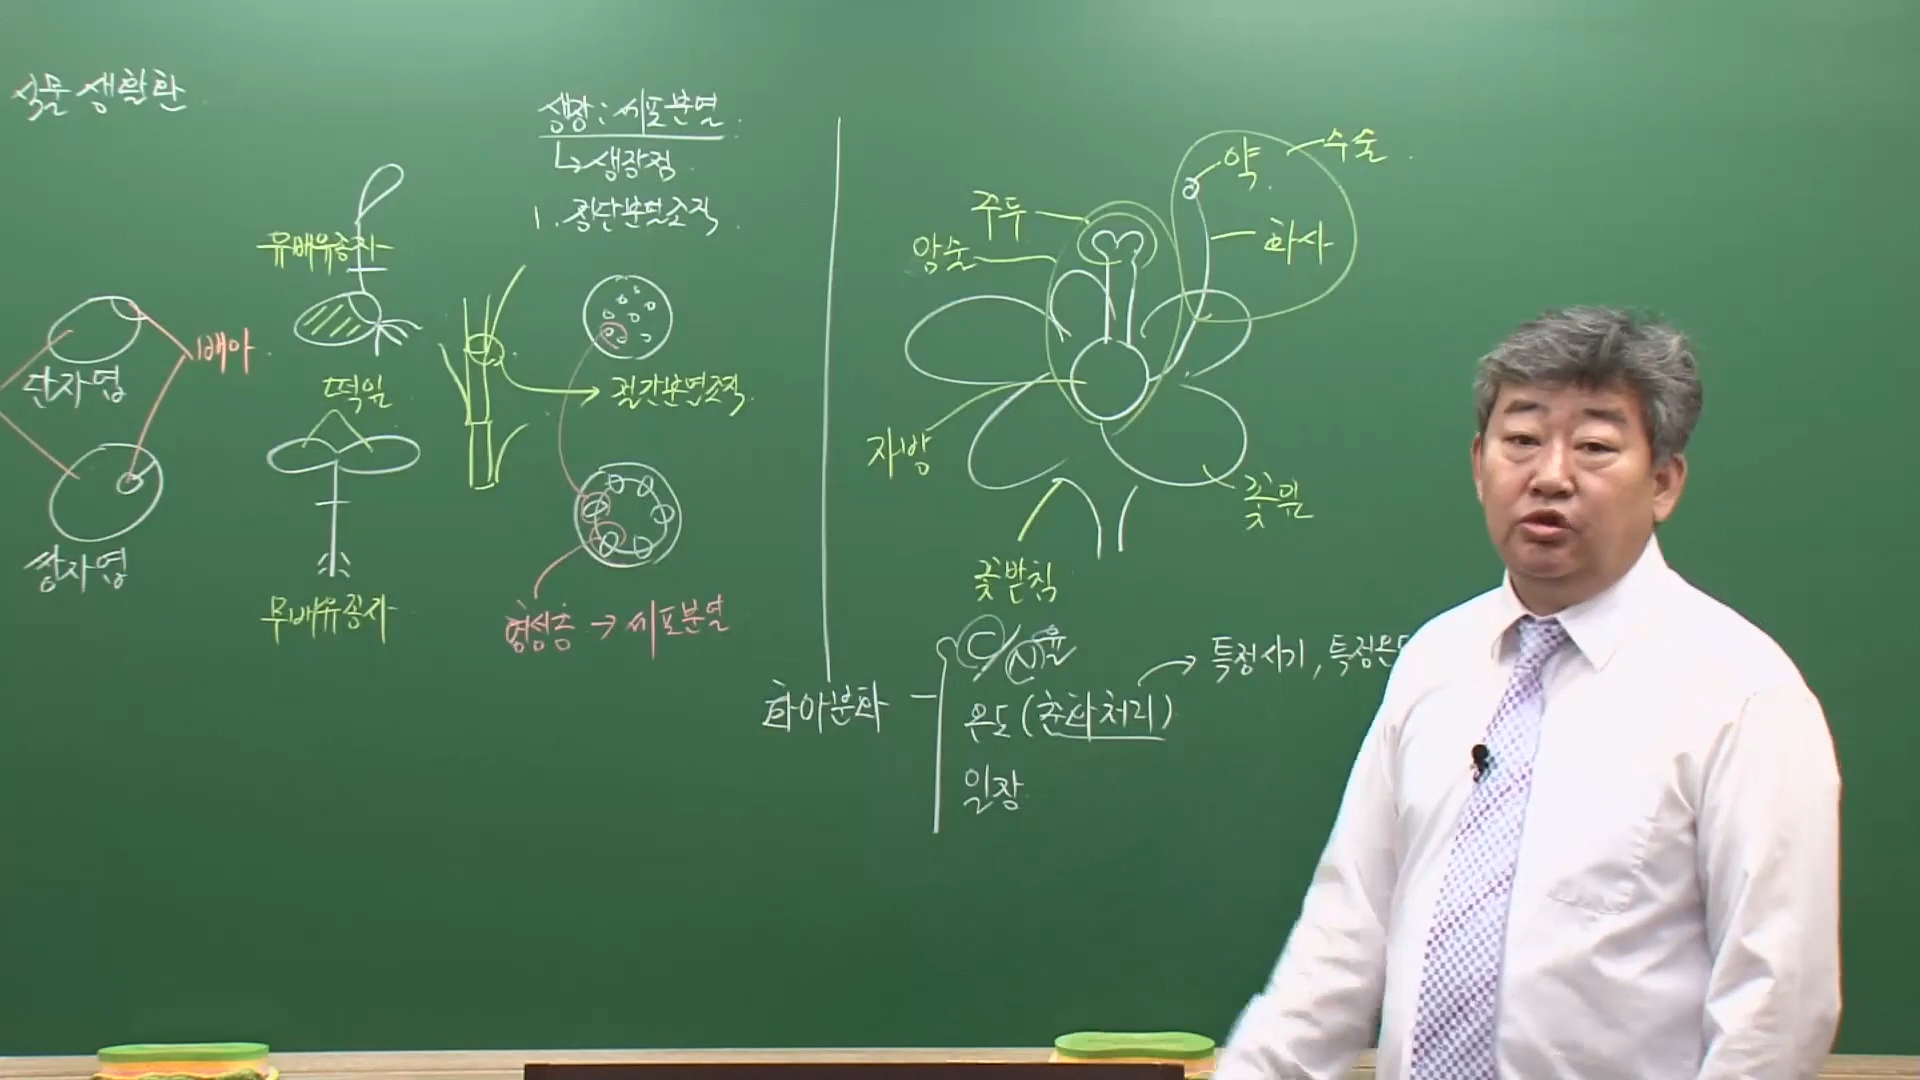 식물 생활환
생장 : 세포분열
↳ 생장점
1. 정단분열조직
유배유종자
배아
단자엽
떡잎
절간분열조직
쌍자엽
무배유종자
형성층 → 세포분열
약
수술
주두
암술
화사
자방
꽃잎
꽃받침
화아분화
C/N율
온도 (춘화처리)
→ 특정시기, 특정온
일장